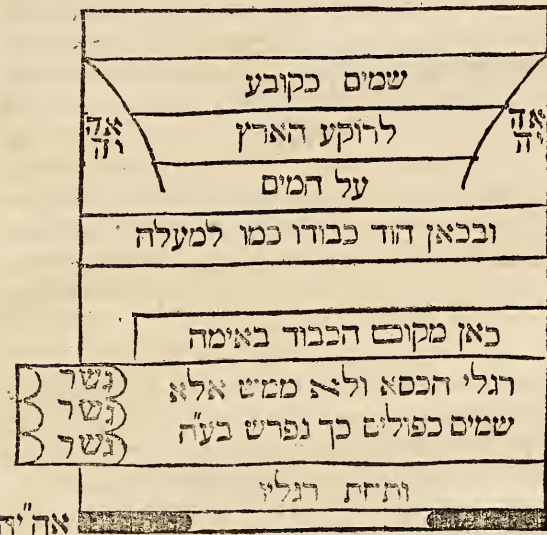 שמים כקובע
אה
יה
לרוקע הארץ
אה
יה
על המים
ובכאן הוד כבודו כמו למעלה
כאן מקום הכבוד באימה
נשר
רגלי הכסא ולא ממש אלא
נשר
שמים כפולים כך נפרש בע"ה
נשר
ותחת רגליו
אה"יה